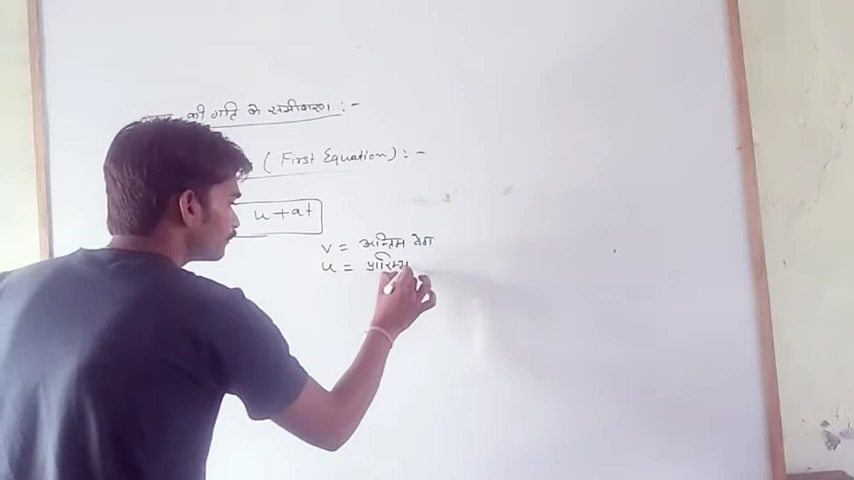 की गति के समीकरण :-
( First Equation) :-
u+at
v = अन्तिम वेग
u = प्रारम्भ